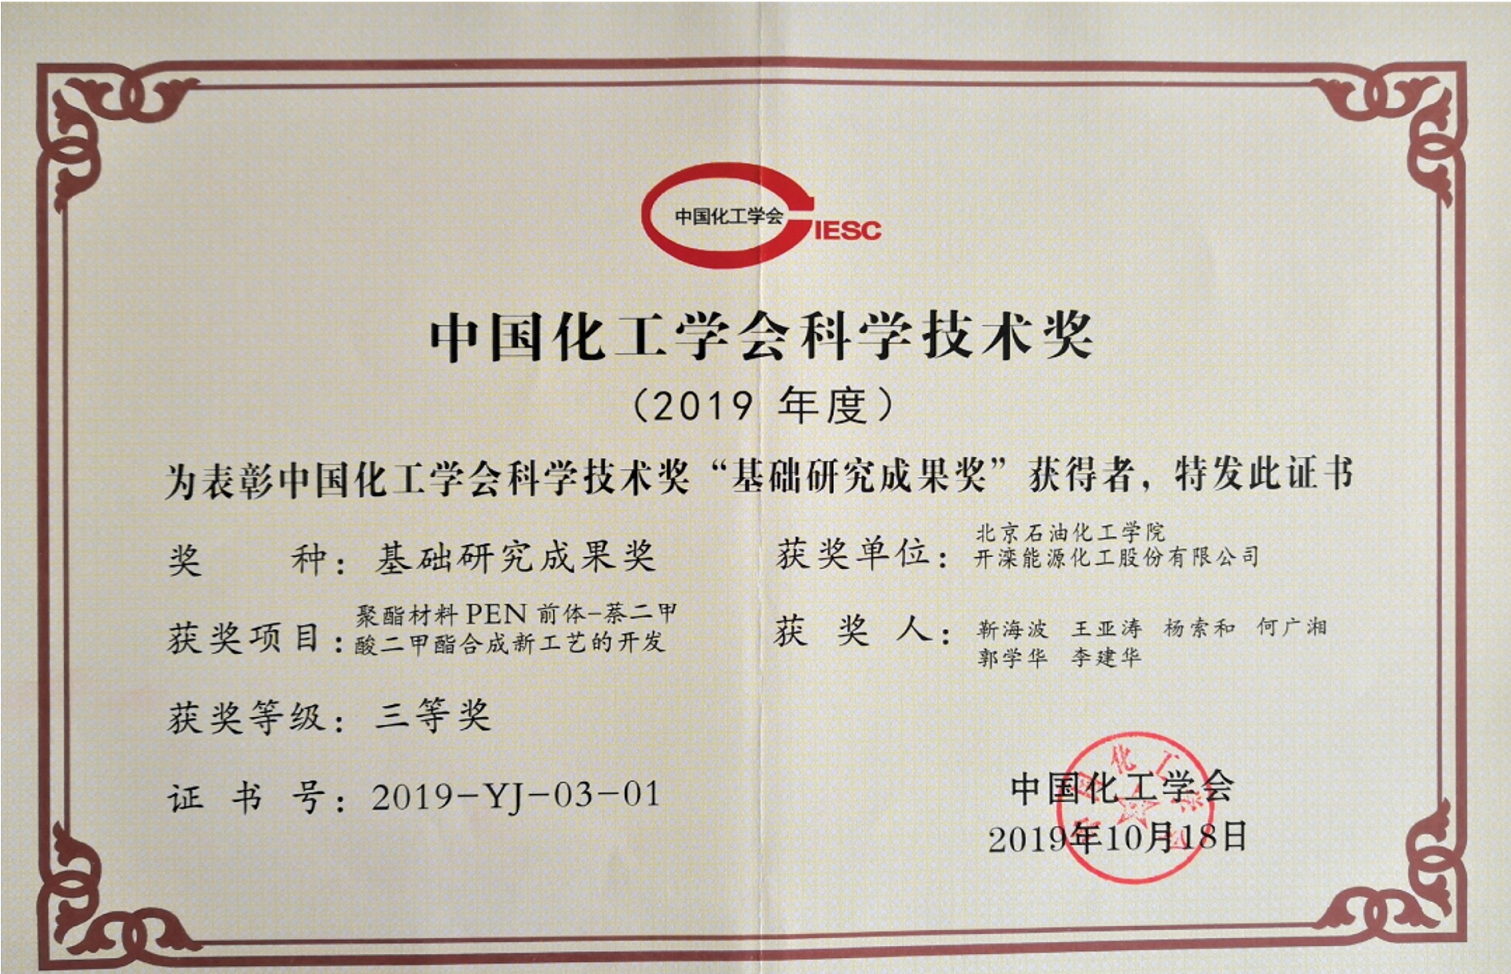 中国化工学会
IESC
中国化工学会科学技术奖
（2019 年度）
为表彰中国化工学会科学技术奖“基础研究成果奖”获得者，特发此证书
奖 种：基础研究成果奖
获奖项目：聚酯材料 PEN 前体-萘二甲
酸二甲酯合成新工艺的开发
获奖等级：三等奖
证 书 号：2019-YJ-03-01
获奖单位：北京石油化工学院
开滦能源化工股份有限公司
获 奖 人：靳海波 王亚涛 杨索和 何广湘
郭学华 李建华
中国化工学会
中国化工学会
2019年10月18日